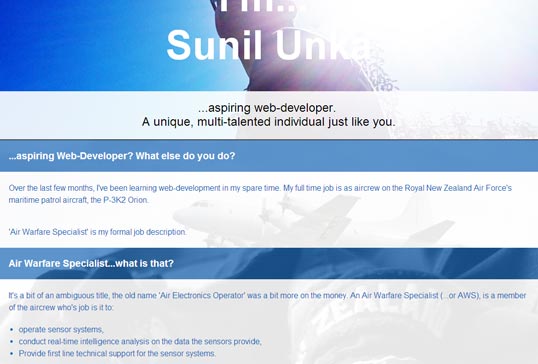 I'm...
Sunil Unka
...aspiring web-developer.
A unique, multi-talented individual just like you.
...aspiring Web-Developer? What else do you do?
Over the last few months, I've been learning web-development in my spare time. My full time job is as aircrew on the Royal New Zealand Air Force's
maritime patrol aircraft, the P-3K2 Orion.
'Air Warfare Specialist' is my formal job description.
Air Warfare Specialist...what is that?
It's a bit of an ambiguous title, the old name 'Air Electronics Operator' was a bit more on the money. An Air Warfare Specialist (...or AWS), is a member
of the aircrew who's job is it to:
• operate sensor systems,
• conduct real-time intelligence analysis on the data the sensors provide,
• Provide first line technical support for the sensor systems.